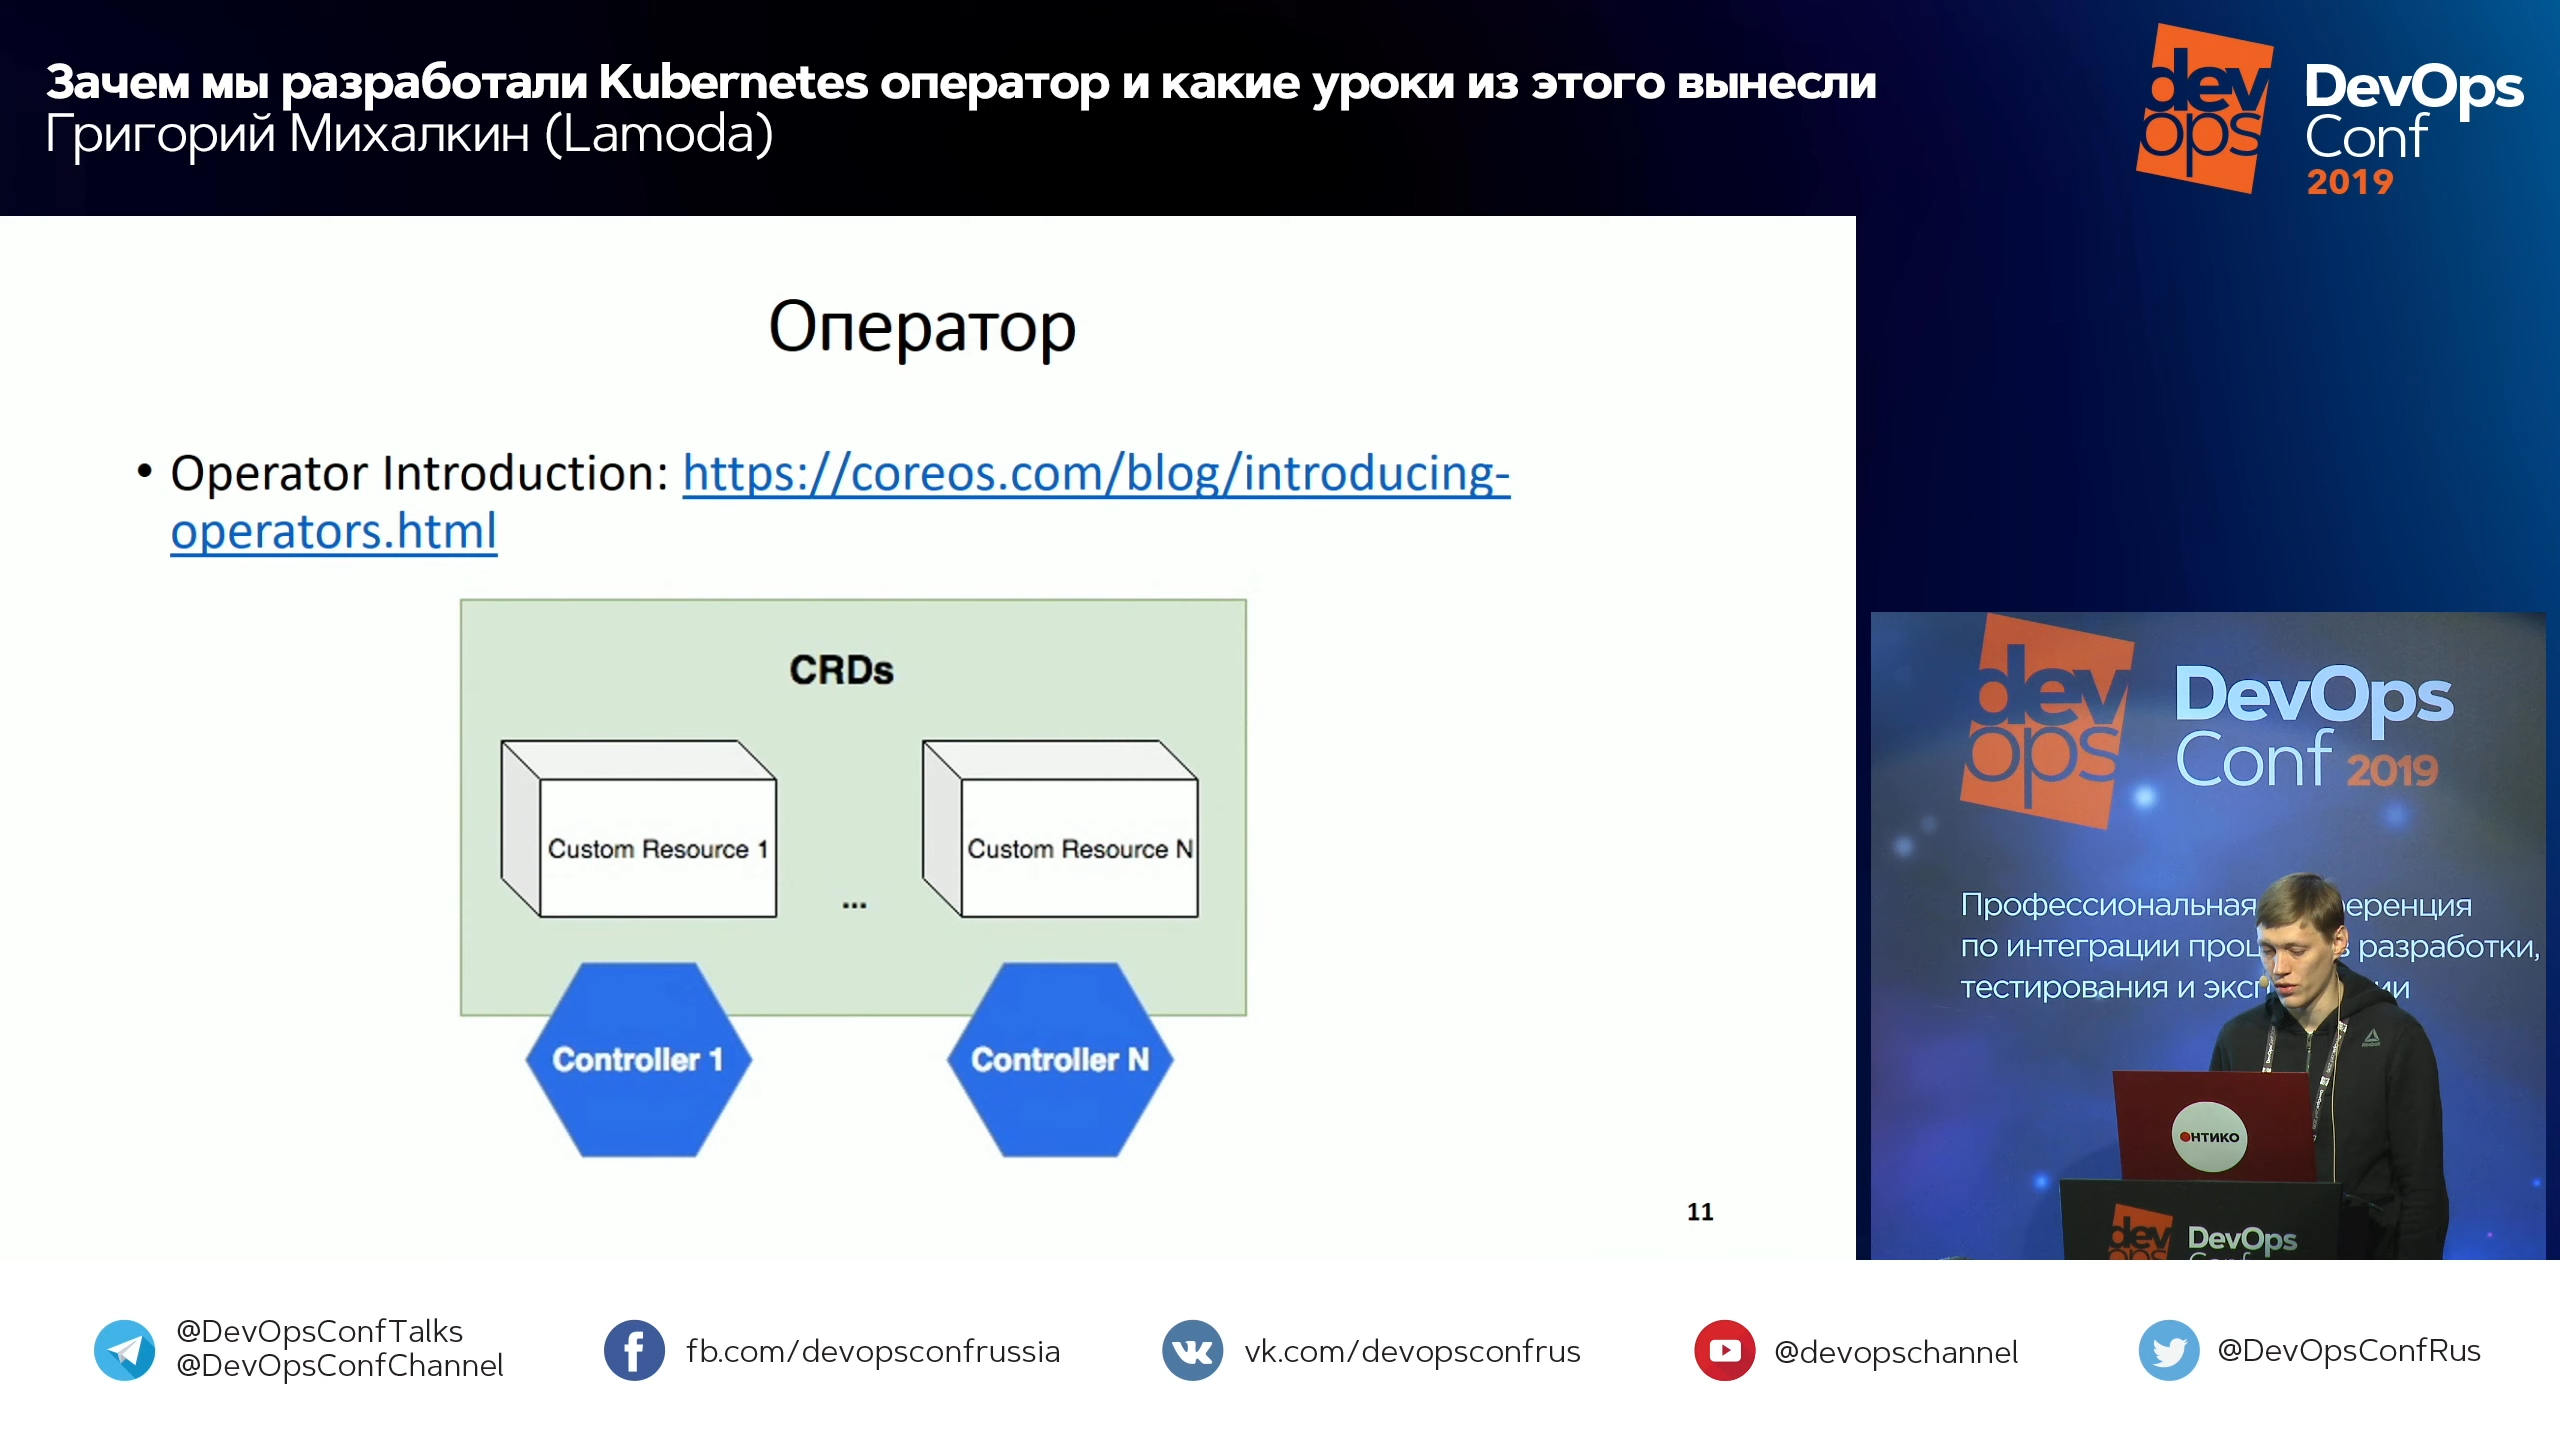 Зачем мы разработали Kubernetes оператор и какие уроки из этого вынесли
Григорий Михалкин (Lamoda)
dev
ops
DevOps
Conf
2019
Оператор
• Operator Introduction: https://coreos.com/blog/introducing-
operators.html
CRDs
Custom Resource 1
...
Custom Resource N
Controller 1
Controller N
11
dev
ops
DevOps
Conf 2019
Профессиональная еренция
по интеграции разработки,
тестирования и
ОНТИКО
dev
ops
DevOps
@DevOpsConfTalks
@DevOpsConfChannel
fb.com/devopsconfrussia
vk.com/devopsconfrus
@devopschannel
@DevOpsConfRus